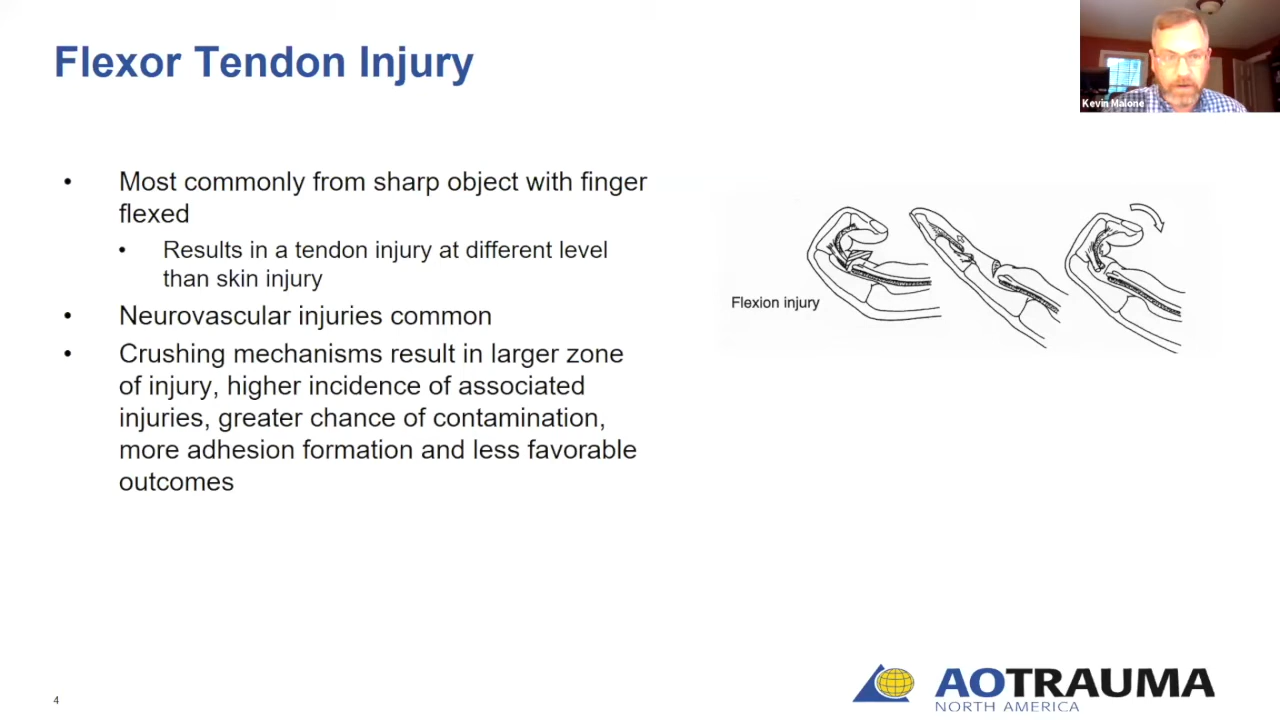 Flexor Tendon Injury
Kevin Malone
• Most commonly from sharp object with finger
flexed
• Results in a tendon injury at different level
than skin injury
• Neurovascular injuries common
• Crushing mechanisms result in larger zone
of injury, higher incidence of associated
injuries, greater chance of contamination,
more adhesion formation and less favorable
outcomes
Flexion injury
4
AOTRAUMA
NORTH AMERICA